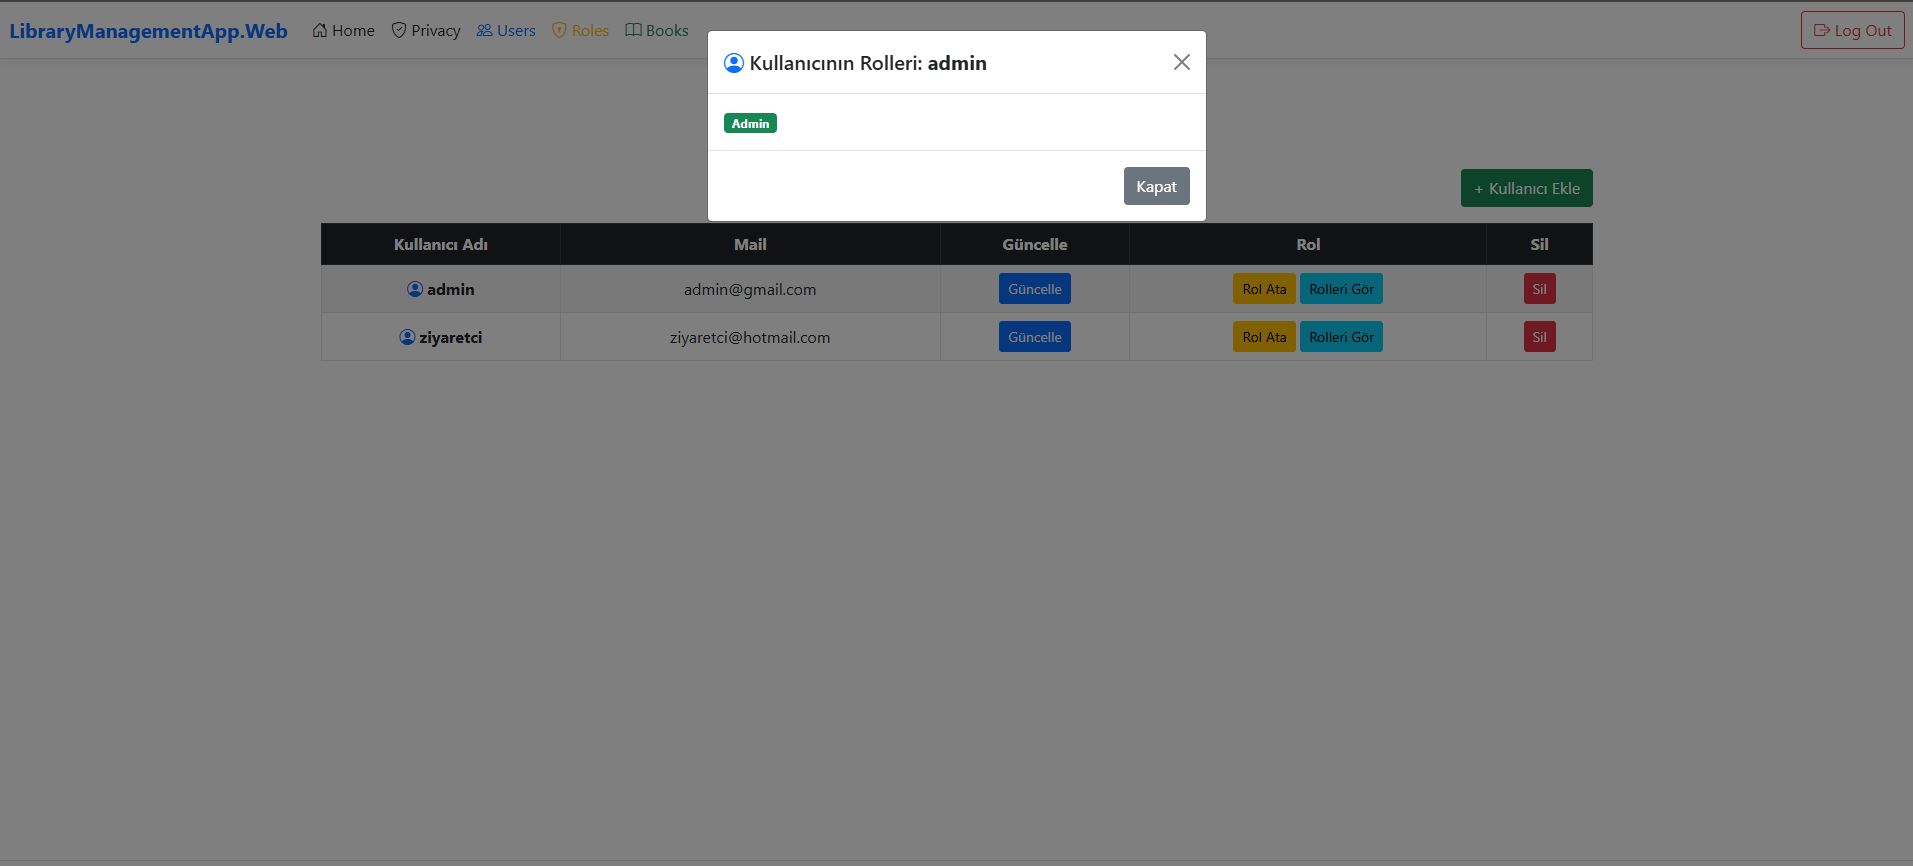 LibraryManagementApp.Web Home Privacy Users Roles Books Log Out
Kullanıcının Rolleri: admin
Admin
Kapat
+ Kullanıcı Ekle
Kullanıcı Adı Mail Güncelle Rol Sil
admin admin@gmail.com Güncelle Rol Ata Rolleri Gör Sil
ziyaretci ziyaretci@hotmail.com Güncelle Rol Ata Rolleri Gör Sil